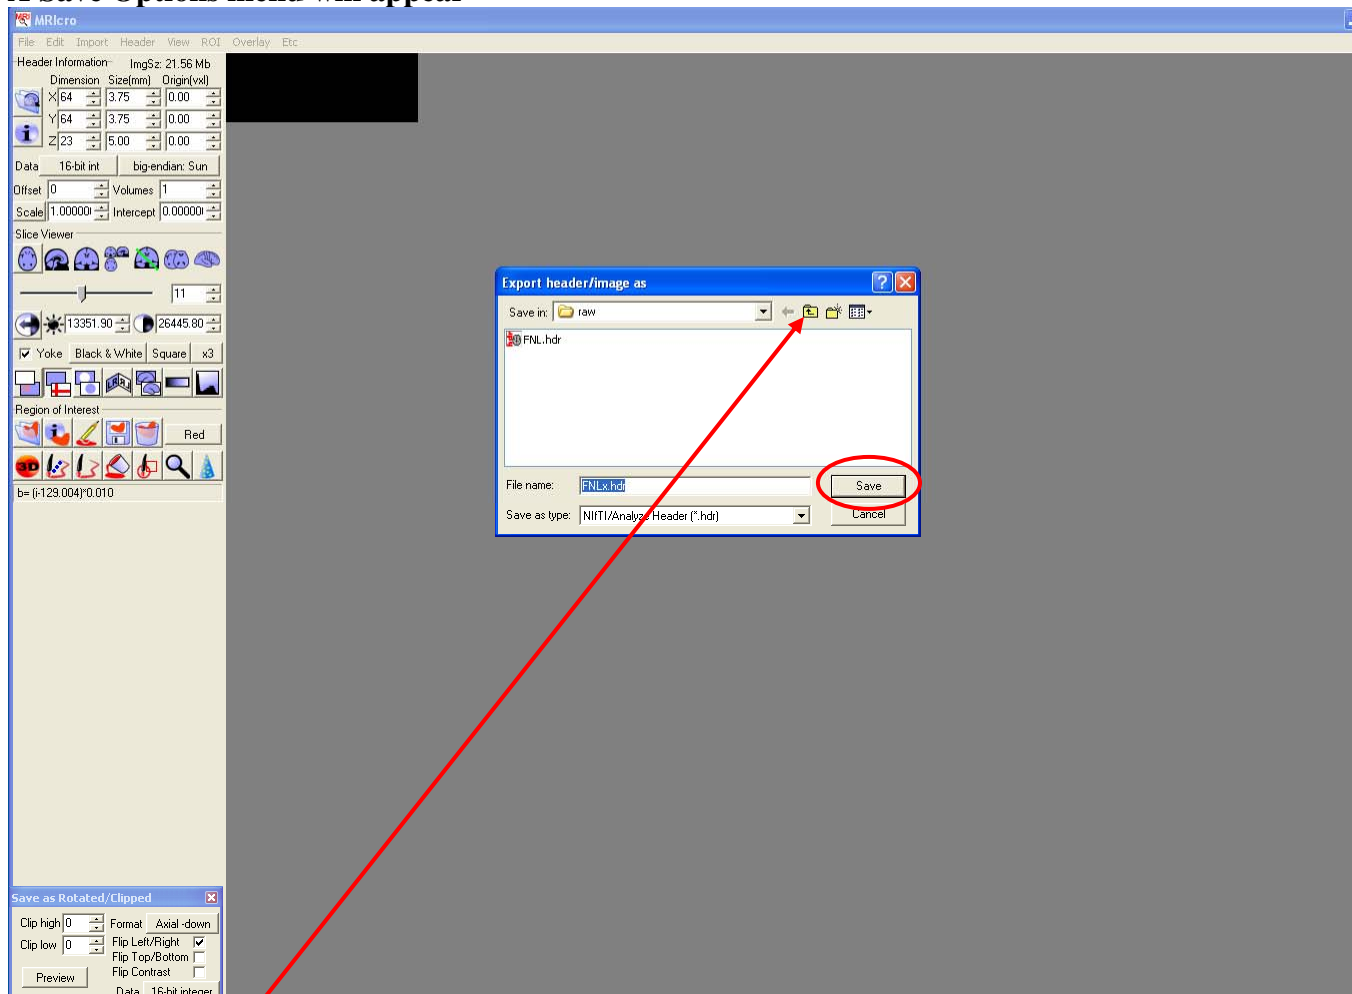 A Save Options menu will appear
MRIcro
File Edit Import Header View ROI Overlay Etc
Header Information ImgSz: 21.56 Mb
Dimension Size(mm) Origin(vxl)
X 64 3.75 0.00
Y 64 3.75 0.00
Z 23 5.00 0.00
Data 16-bit int big-endian: Sun
Offset 0 Volumes 1
Scale 1.00000 Intercept 0.00000
Slice Viewer
11
13351.90 26445.80
Yoke Black & White Square x3
Region of Interest
Red
3D
b= (i-129.004)*0.010
Export header/image as
Save in: raw
FNL.hdr
File name: FNLx.hdr Save
Save as type: NIfTI/Analyze Header (*.hdr) Cancel
Save as Rotated/Clipped
Clip high 0 Format Axial -down
Clip low 0 Flip Left/Right
Flip Top/Bottom
Preview Flip Contrast
Data 16-bit integer